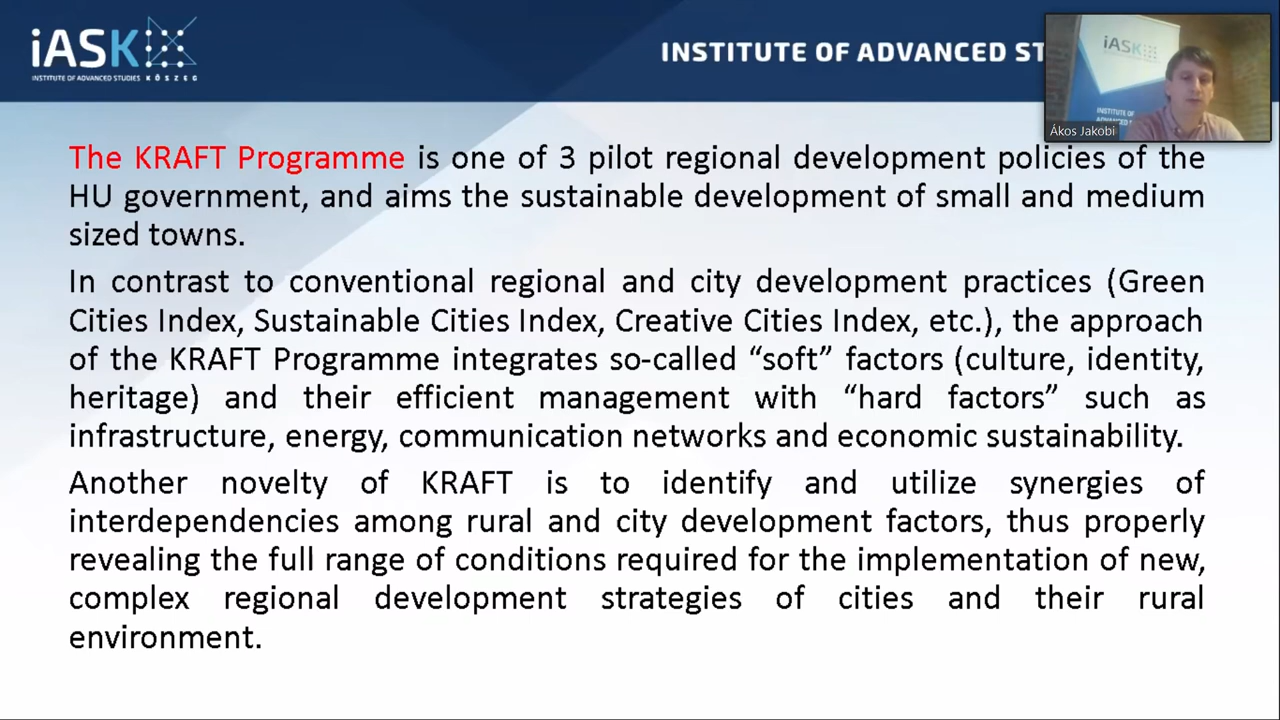 iASK
INSTITUTE OF ADVANCED STUDIES KŐSZEG
INSTITUTE OF ADVANCED ST
iASK
INSTITUTE OF
Ákos Jakobi
The KRAFT Programme is one of 3 pilot regional development policies of the
HU government, and aims the sustainable development of small and medium
sized towns.
In contrast to conventional regional and city development practices (Green
Cities Index, Sustainable Cities Index, Creative Cities Index, etc.), the approach
of the KRAFT Programme integrates so-called “soft” factors (culture, identity,
heritage) and their efficient management with “hard factors” such as
infrastructure, energy, communication networks and economic sustainability.
Another novelty of KRAFT is to identify and utilize synergies of
interdependencies among rural and city development factors, thus properly
revealing the full range of conditions required for the implementation of new,
complex regional development strategies of cities and their rural
environment.